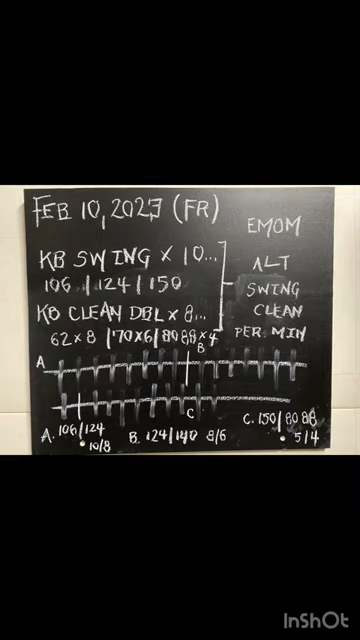 FEB 10, 2023 (FR)
EMOM
KB SWING × 10...
ALT
106 / 124 / 150
SWING
KB CLEAN DBL × 8...
CLEAN
62 × 8 / 70 × 6 / 80 88 × 4
PER MIN
A
B
C
A. 106 / 124
10/8
B. 124 / 140 8/6
C. 150 / 80 88
5/4
InShOt